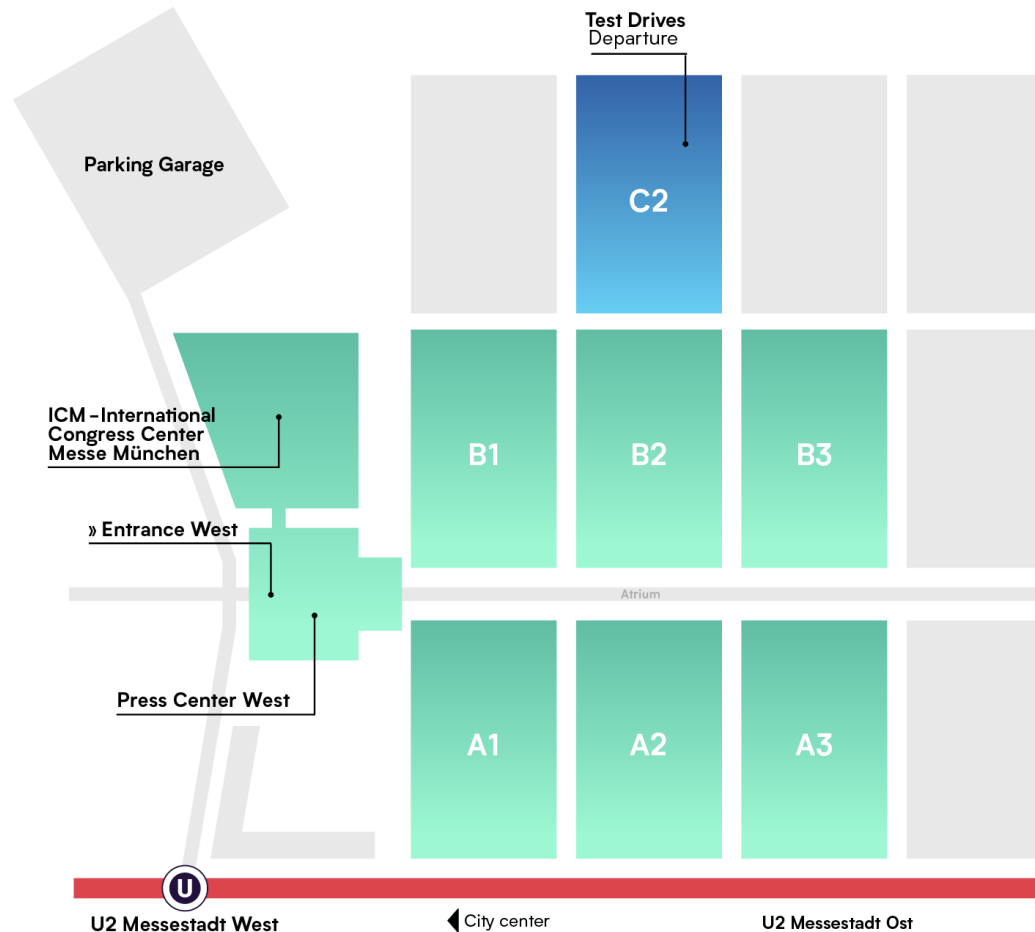 Test Drives
Departure
Parking Garage
C2
ICM – International
Congress Center
Messe München
B1
B2
B3
» Entrance West
Atrium
Press Center West
A1
A2
A3
U
U2 Messestadt West
City center
U2 Messestadt Ost